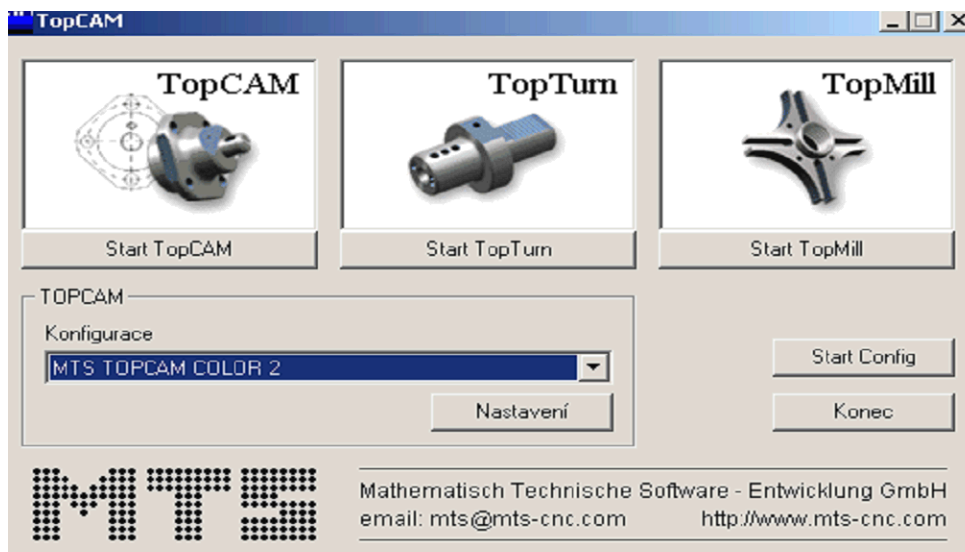 TopCAM
TopCAM
TopTurn
TopMill
Start TopCAM
Start TopTurn
Start TopMill
TOPCAM
Konfigurace
MTS TOPCAM COLOR 2
Nastavení
Start Config
Konec
MTS
Mathematisch Technische Software - Entwicklung GmbH
email: mts@mts-cnc.com http://www.mts-cnc.com